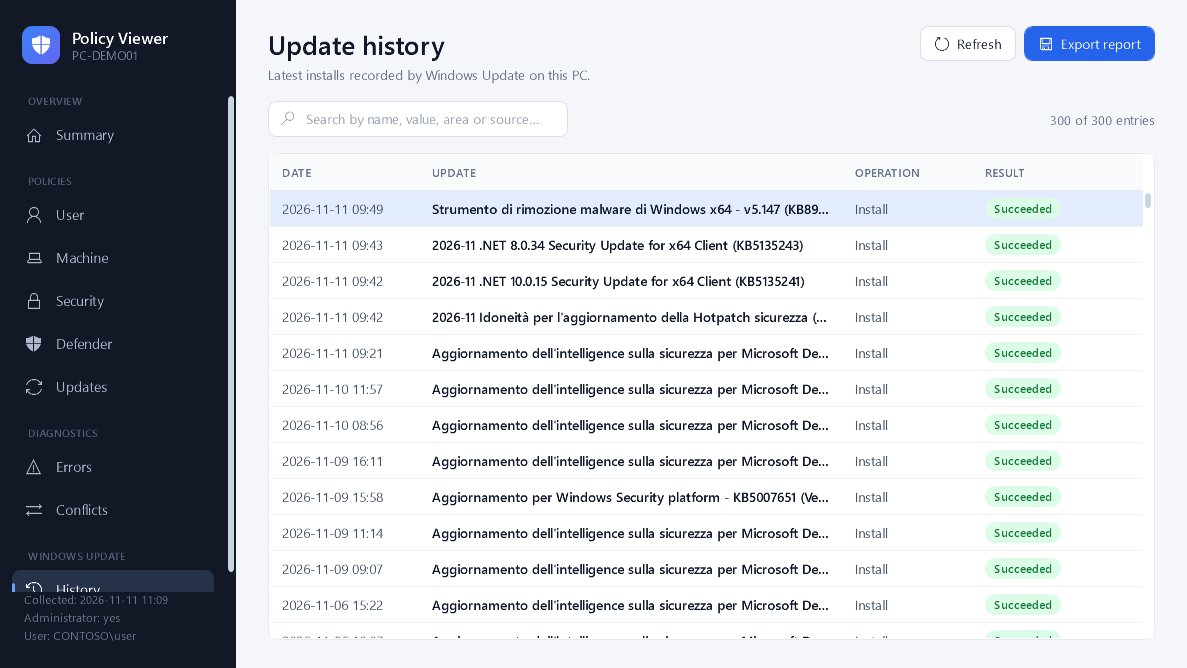 Policy Viewer
PC-DEMO01
OVERVIEW
Summary
POLICIES
User
Machine
Security
Defender
Updates
DIAGNOSTICS
Errors
Conflicts
WINDOWS UPDATE
History
Collected: 2026-11-11 11:09
Administrator: yes
User: CONTOSO\user
Update history
Latest installs recorded by Windows Update on this PC.
Refresh
Export report
Search by name, value, area or source...
300 of 300 entries
DATE UPDATE OPERATION RESULT
2026-11-11 09:49 Strumento di rimozione malware di Windows x64 - v5.147 (KB89... Install Succeeded
2026-11-11 09:43 2026-11 .NET 8.0.34 Security Update for x64 Client (KB5135243) Install Succeeded
2026-11-11 09:42 2026-11 .NET 10.0.15 Security Update for x64 Client (KB5135241) Install Succeeded
2026-11-11 09:42 2026-11 Idoneità per l'aggiornamento della Hotpatch sicurezza (... Install Succeeded
2026-11-11 09:21 Aggiornamento dell'intelligence sulla sicurezza per Microsoft De... Install Succeeded
2026-11-10 11:57 Aggiornamento dell'intelligence sulla sicurezza per Microsoft De... Install Succeeded
2026-11-10 08:56 Aggiornamento dell'intelligence sulla sicurezza per Microsoft De... Install Succeeded
2026-11-09 16:11 Aggiornamento dell'intelligence sulla sicurezza per Microsoft De... Install Succeeded
2026-11-09 15:58 Aggiornamento per Windows Security platform - KB5007651 (Ve... Install Succeeded
2026-11-09 11:14 Aggiornamento dell'intelligence sulla sicurezza per Microsoft De... Install Succeeded
2026-11-09 09:07 Aggiornamento dell'intelligence sulla sicurezza per Microsoft De... Install Succeeded
2026-11-06 15:22 Aggiornamento dell'intelligence sulla sicurezza per Microsoft De... Install Succeeded